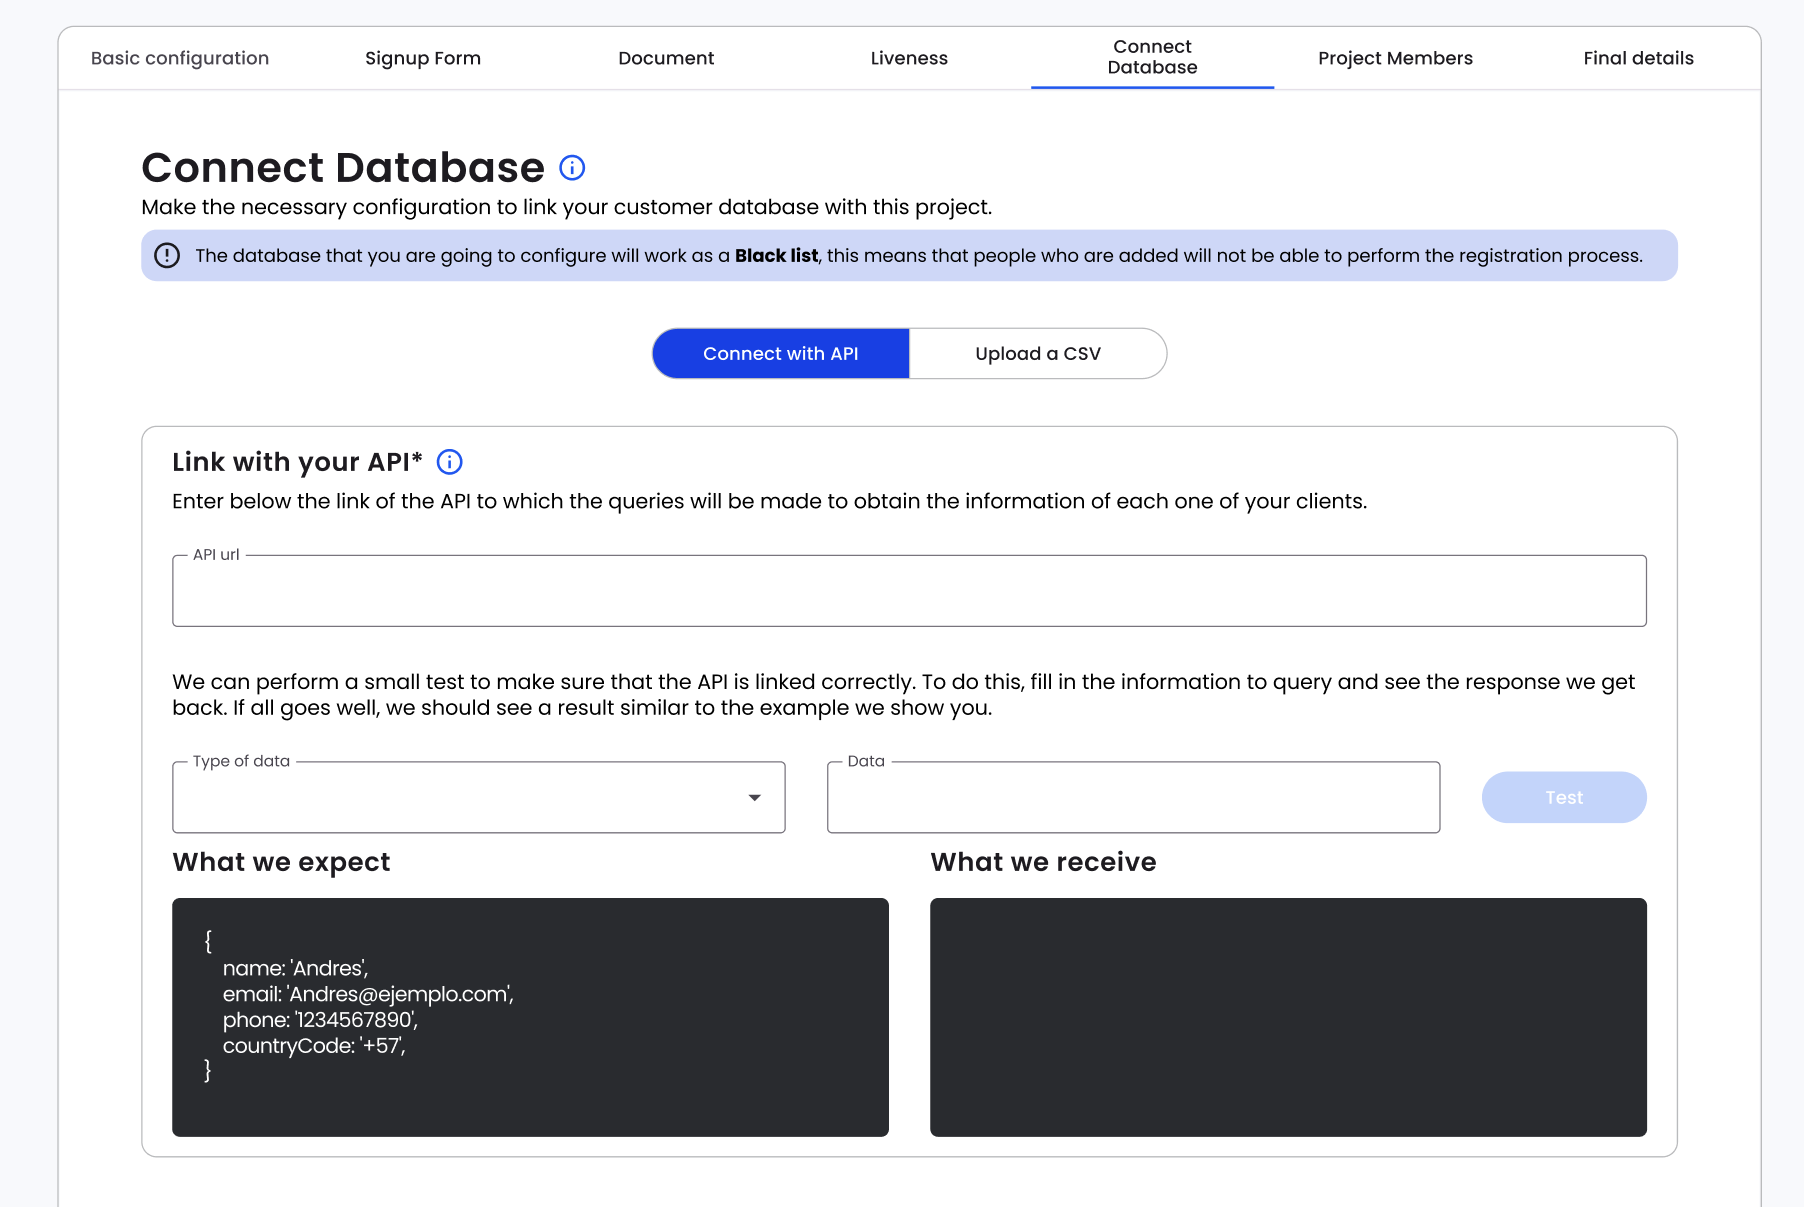 Basic configuration
Signup Form
Document
Liveness
Connect
Database
Project Members
Final details
Connect Database
Make the necessary configuration to link your customer database with this project.
The database that you are going to configure will work as a Black list, this means that people who are added will not be able to perform the registration process.
Connect with API
Upload a CSV
Link with your API*
Enter below the link of the API to which the queries will be made to obtain the information of each one of your clients.
API url
We can perform a small test to make sure that the API is linked correctly. To do this, fill in the information to query and see the response we get
back. If all goes well, we should see a result similar to the example we show you.
Type of data
Data
Test
What we expect
What we receive
{
name: 'Andres',
email: 'Andres@ejemplo.com',
phone: '1234567890',
countryCode: '+57',
}